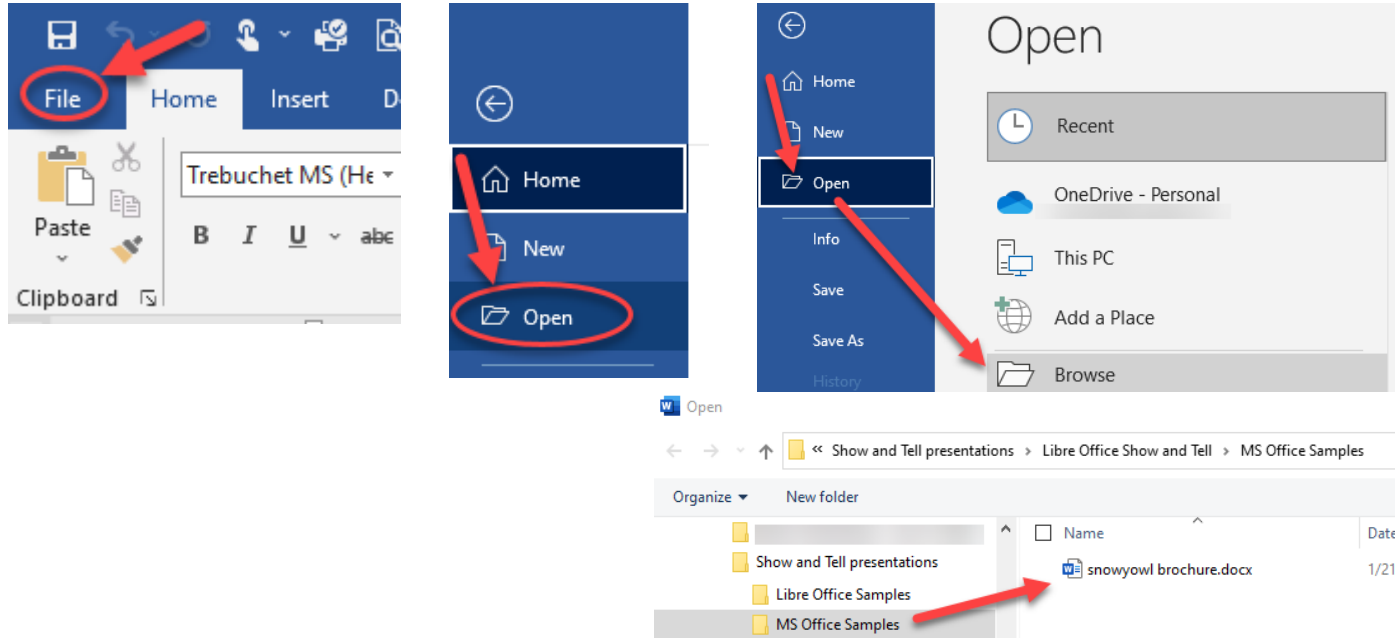 File
Home
Insert
Trebuchet MS (He
Paste
B I U abc
Clipboard
Home
New
Open
Home
New
Open
Info
Save
Save As
History
Open
Recent
OneDrive - Personal
This PC
Add a Place
Browse
Open
« Show and Tell presentations > Libre Office Show and Tell > MS Office Samples
Organize New folder
Show and Tell presentations
Libre Office Samples
MS Office Samples
Name Date
snowyowl brochure.docx 1/21